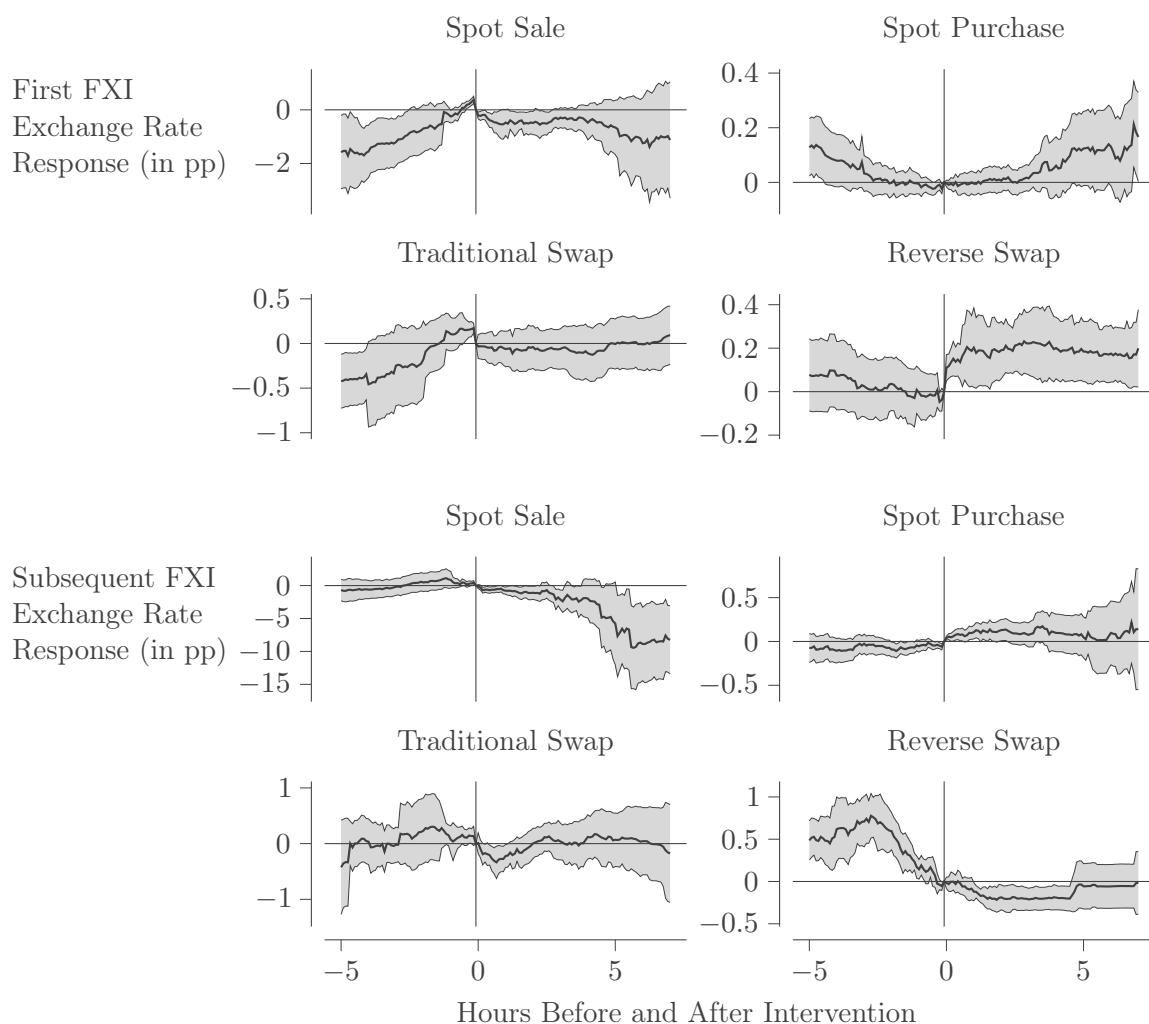 Spot Sale
Spot Purchase
First FXI
Exchange Rate
Response (in pp)
0
−2
0.4
0.2
0
Traditional Swap
Reverse Swap
0.5
0
−0.5
−1
0.4
0.2
0
−0.2
Spot Sale
Spot Purchase
Subsequent FXI
Exchange Rate
Response (in pp)
0
−5
−10
−15
0.5
0
−0.5
Traditional Swap
Reverse Swap
1
0
−1
1
0.5
0
−0.5
−5 0 5
−5 0 5
Hours Before and After Intervention